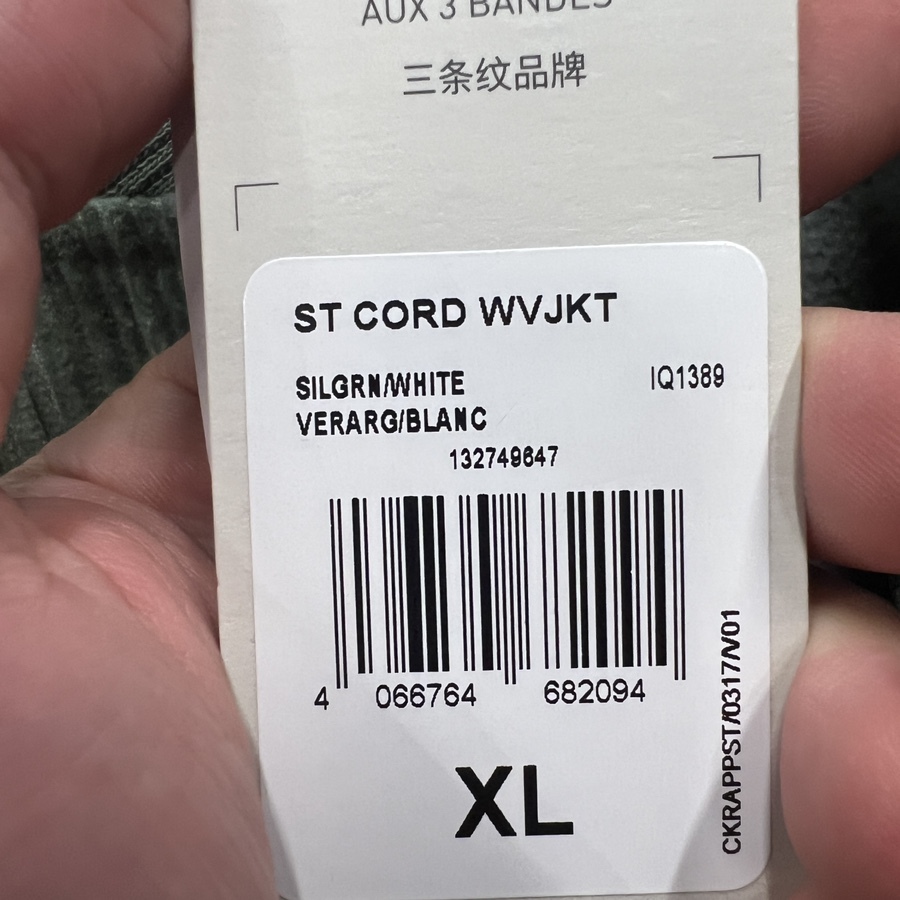 AUX 3 BANDES
三条纹品牌
ST CORD WVJKT
SILGRN/WHITE
IQ1389
VERARG/BLANC
132749647
4 066764 682094
XL
CKRAPPST/0317/V01